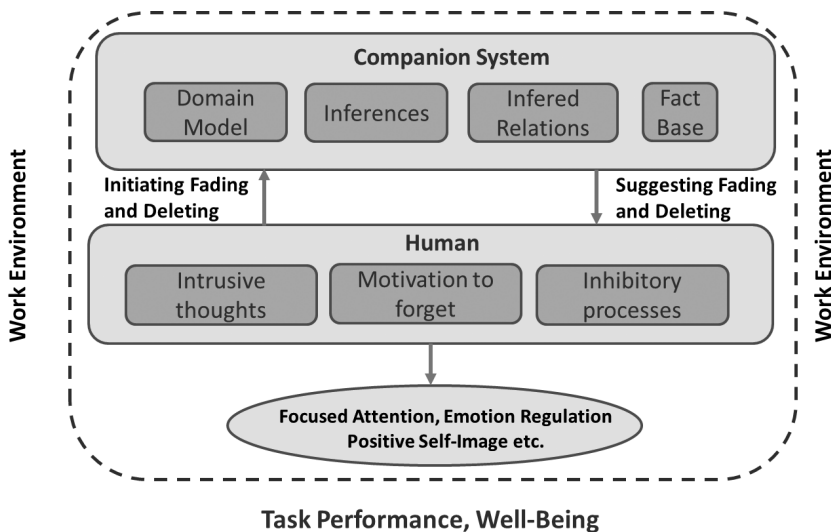 Companion System
Domain
Model
Inferences
Infered
Relations
Fact
Base
Work Environment
Initiating Fading
and Deleting
Suggesting Fading
and Deleting
Work Environment
Human
Intrusive
thoughts
Motivation to
forget
Inhibitory
processes
Focused Attention, Emotion Regulation
Positive Self-Image etc.
Task Performance, Well-Being